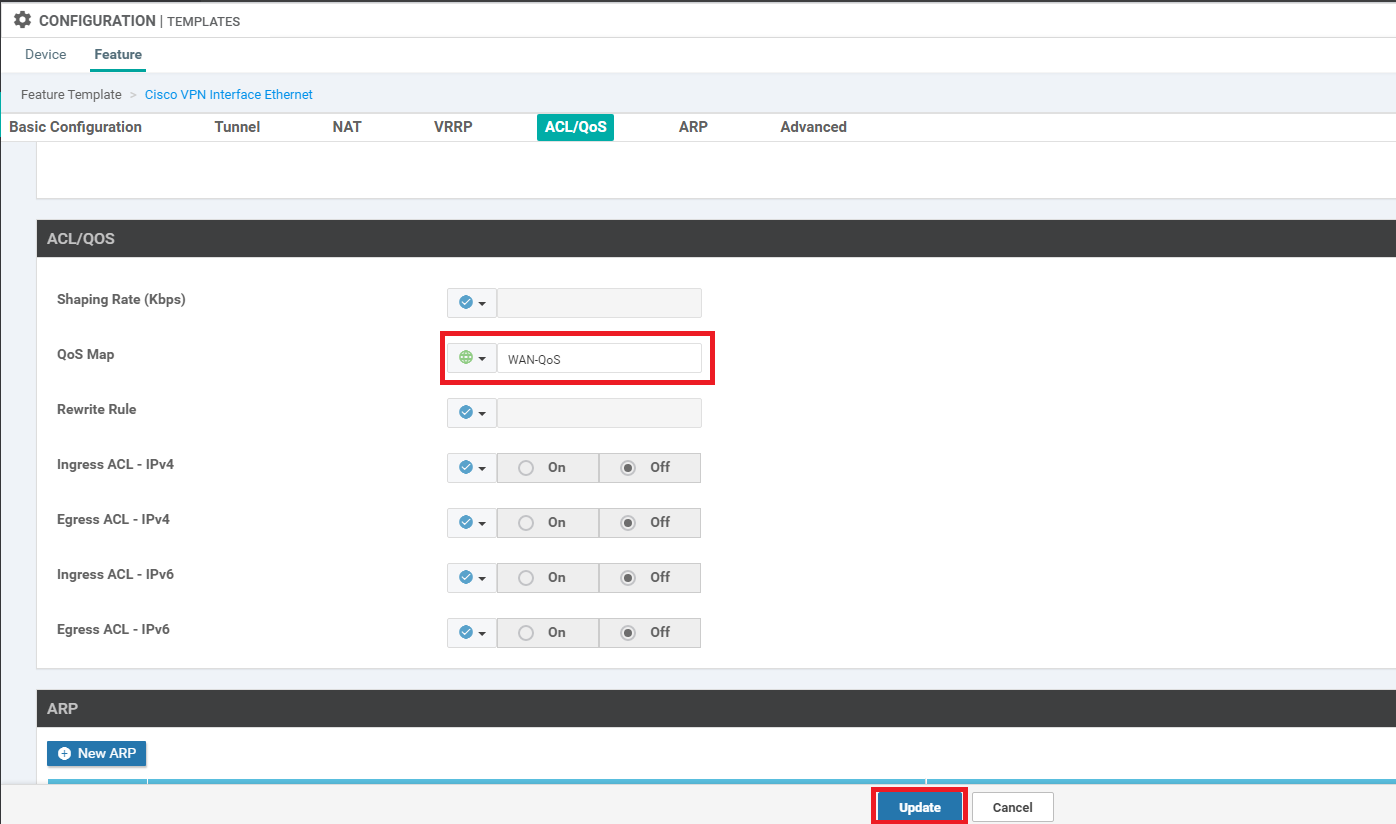 CONFIGURATION | TEMPLATES
Device Feature
Feature Template > Cisco VPN Interface Ethernet
Basic Configuration Tunnel NAT VRRP ACL/QoS ARP Advanced
ACL/QOS
Shaping Rate (Kbps)
QoS Map WAN-QoS
Rewrite Rule
Ingress ACL - IPv4 On Off
Egress ACL - IPv4 On Off
Ingress ACL - IPv6 On Off
Egress ACL - IPv6 On Off
ARP
New ARP
Update Cancel